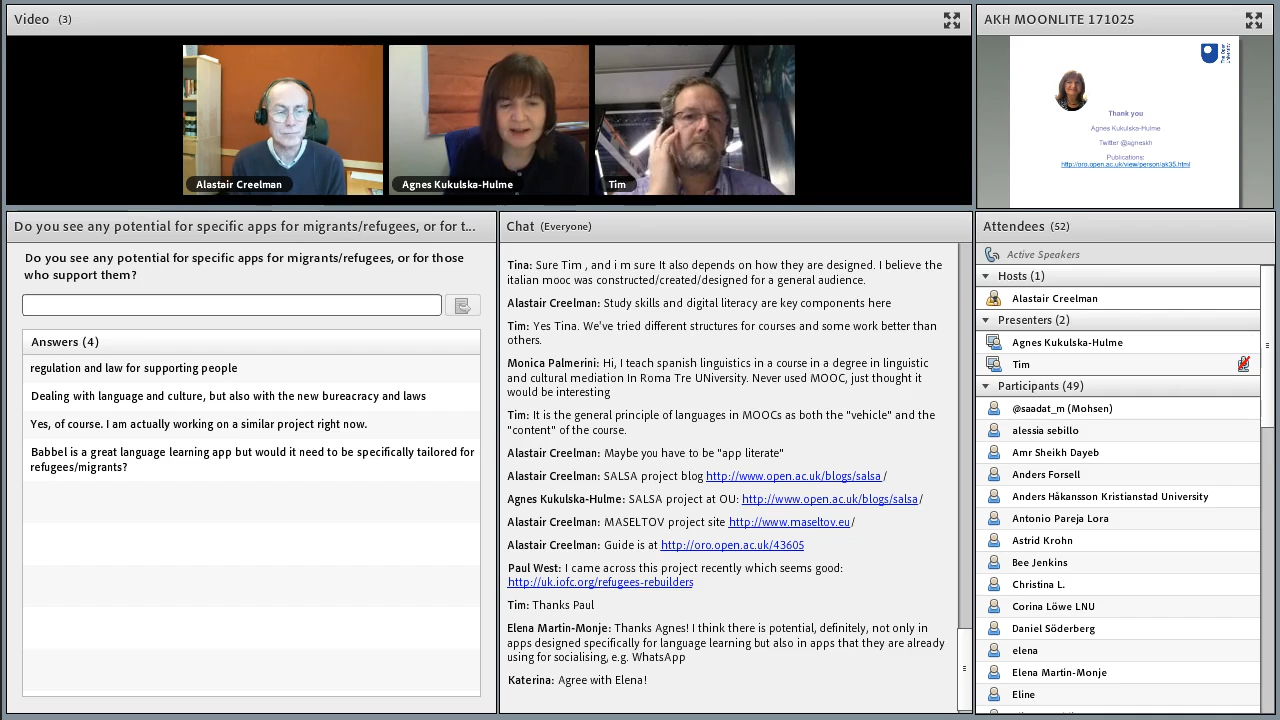 Video (3)
AKH MOONLITE 171025
Alastair Creelman
Agnes Kukulska-Hulme
Tim
The Open
University
Thank you
Agnes Kukulska-Hulme
Twitter @agneskh
Publications:
http://oro.open.ac.uk/view/person/ak35.html
Do you see any potential for specific apps for migrants/refugees, or for t...
Do you see any potential for specific apps for migrants/refugees, or for those
who support them?
Answers (4)
regulation and law for supporting people
Dealing with language and culture, but also with the new bureacracy and laws
Yes, of course. I am actually working on a similar project right now.
Babbel is a great language learning app but would it need to be specifically tailored for
refugees/migrants?
Chat (Everyone)
Tina: Sure Tim , and i m sure It also depends on how they are designed. I believe the
italian mooc was constructed/created/designed for a general audience.
Alastair Creelman: Study skills and digital literacy are key components here
Tim: Yes Tina. We've tried different structures for courses and some work better than
others.
Monica Palmerini: Hi, I teach spanish linguistics in a course in a degree in linguistic
and cultural mediation In Roma Tre UNiversity. Never used MOOC, just thought it
would be interesting
Tim: It is the general principle of languages in MOOCs as both the "vehicle" and the
"content" of the course.
Alastair Creelman: Maybe you have to be "app literate"
Alastair Creelman: SALSA project blog http://www.open.ac.uk/blogs/salsa/
Agnes Kukulska-Hulme: SALSA project at OU: http://www.open.ac.uk/blogs/salsa/
Alastair Creelman: MASELTOV project site http://www.maseltov.eu/
Alastair Creelman: Guide is at http://oro.open.ac.uk/43605
Paul West: I came across this project recently which seems good:
http://uk.iofc.org/refugees-rebuilders
Tim: Thanks Paul
Elena Martin-Monje: Thanks Agnes! I think there is potential, definitely, not only in
apps designed specifically for language learning but also in apps that they are already
using for socialising, e.g. WhatsApp
Katerina: Agree with Elena!
Attendees (52)
Active Speakers
Hosts (1)
Alastair Creelman
Presenters (2)
Agnes Kukulska-Hulme
Tim
Participants (49)
@saadat_m (Mohsen)
alessia sebillo
Amr Sheikh Dayeb
Anders Forsell
Anders Håkansson Kristianstad University
Antonio Pareja Lora
Astrid Krohn
Bee Jenkins
Christina L.
Corina Löwe LNU
Daniel Söderberg
elena
Elena Martin-Monje
Eline